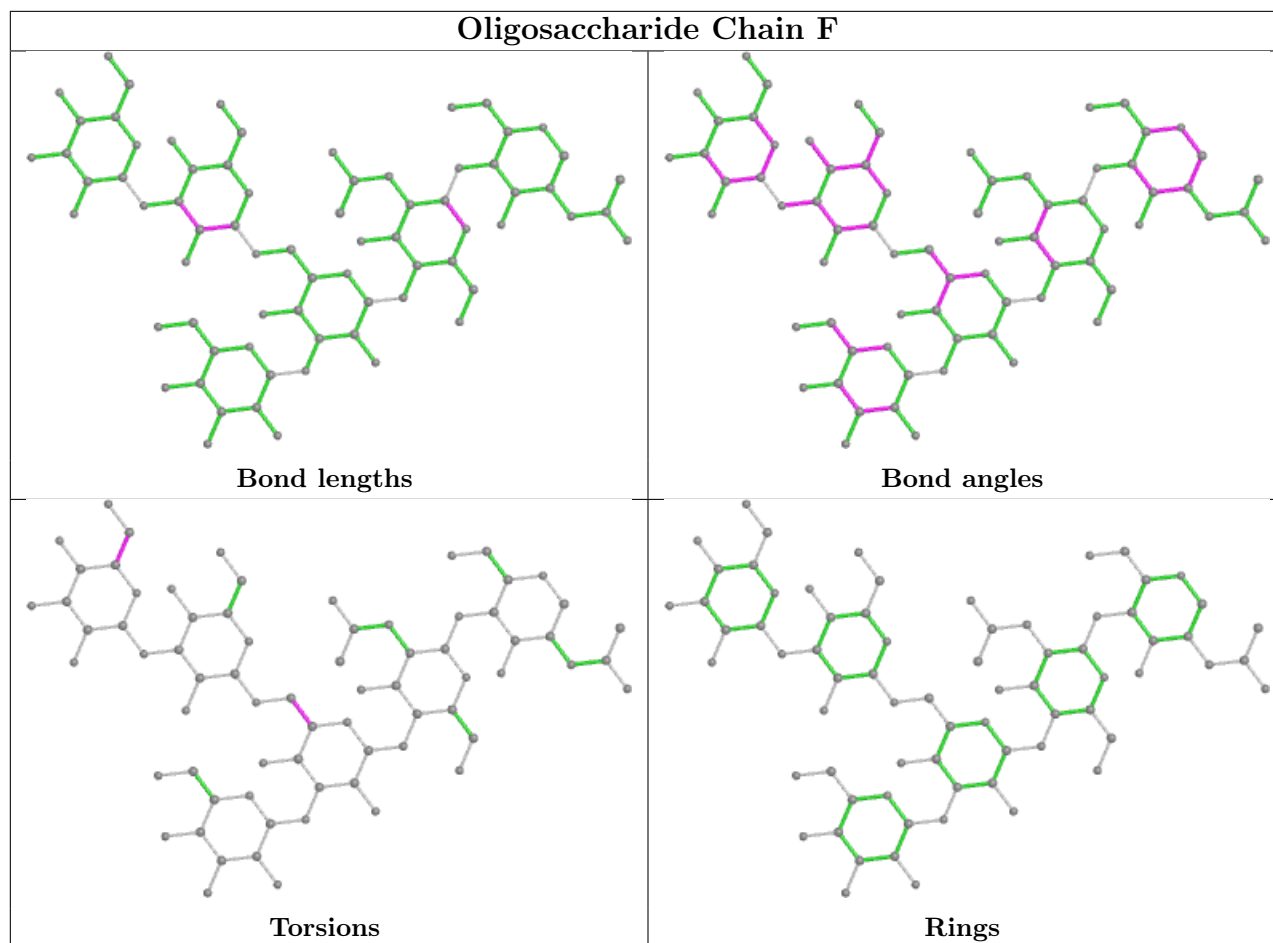 Oligosaccharide Chain F
Bond lengths
Bond angles
Torsions
Rings